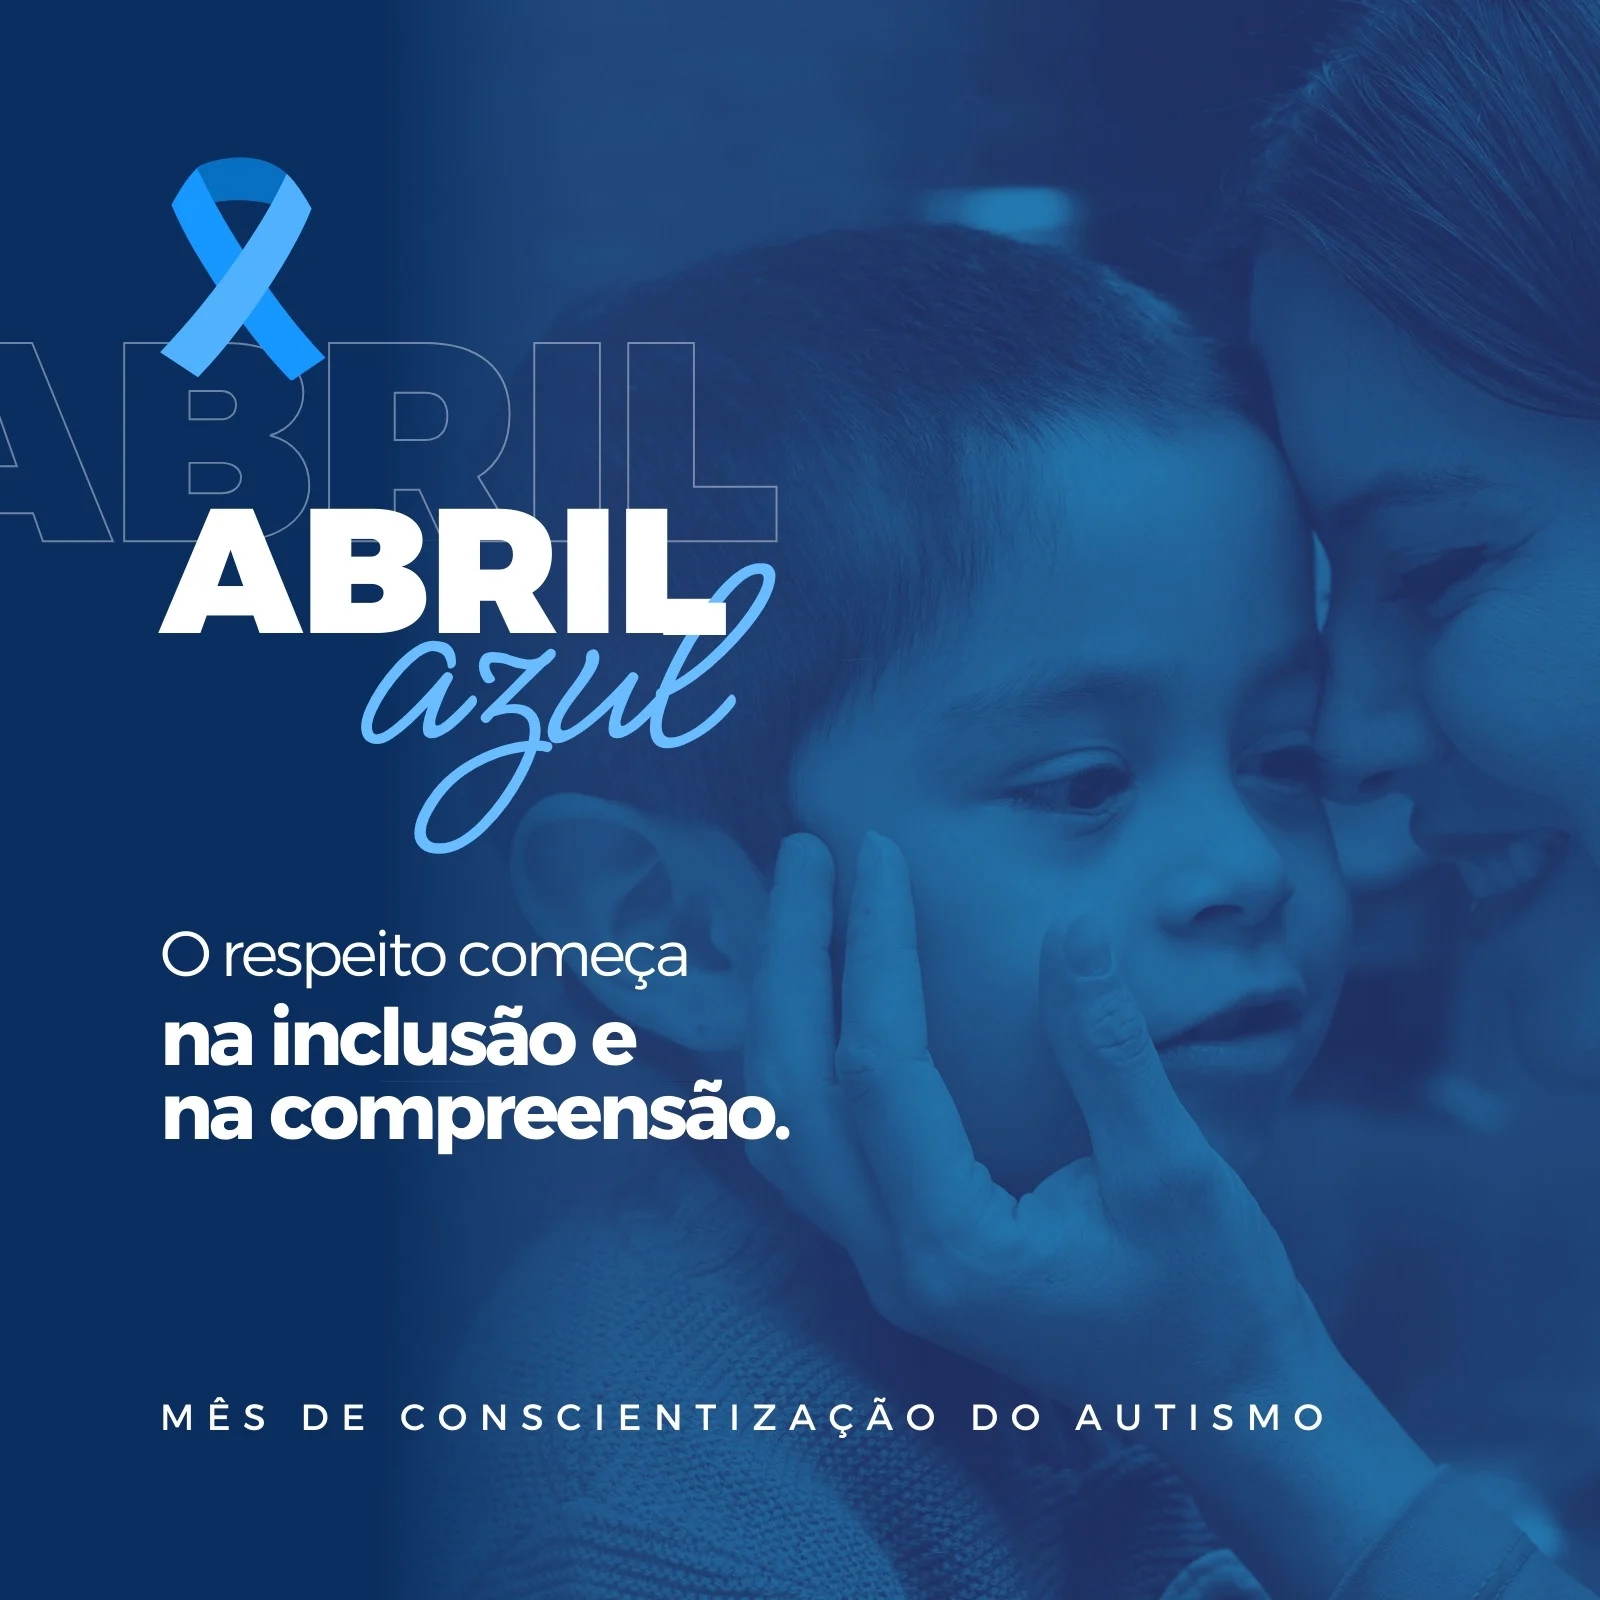 ABRIL
ABRIL
azul
O respeito começa
na inclusão e
na compreensão.
MÊS DE CONSCIENTIZAÇÃO DO AUTISMO